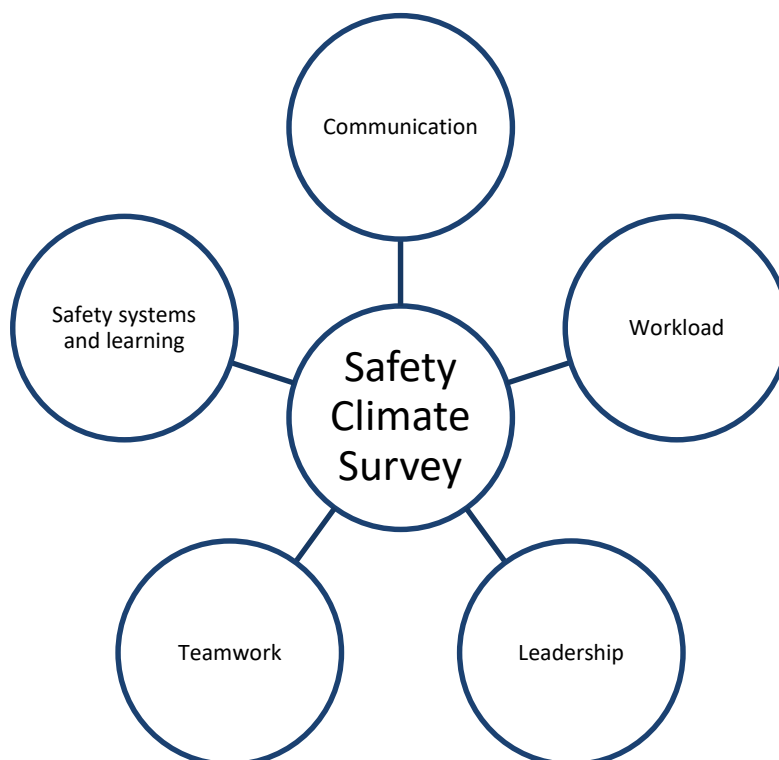 Communication
Safety systems
and learning
Workload
Safety
Climate
Survey
Teamwork
Leadership